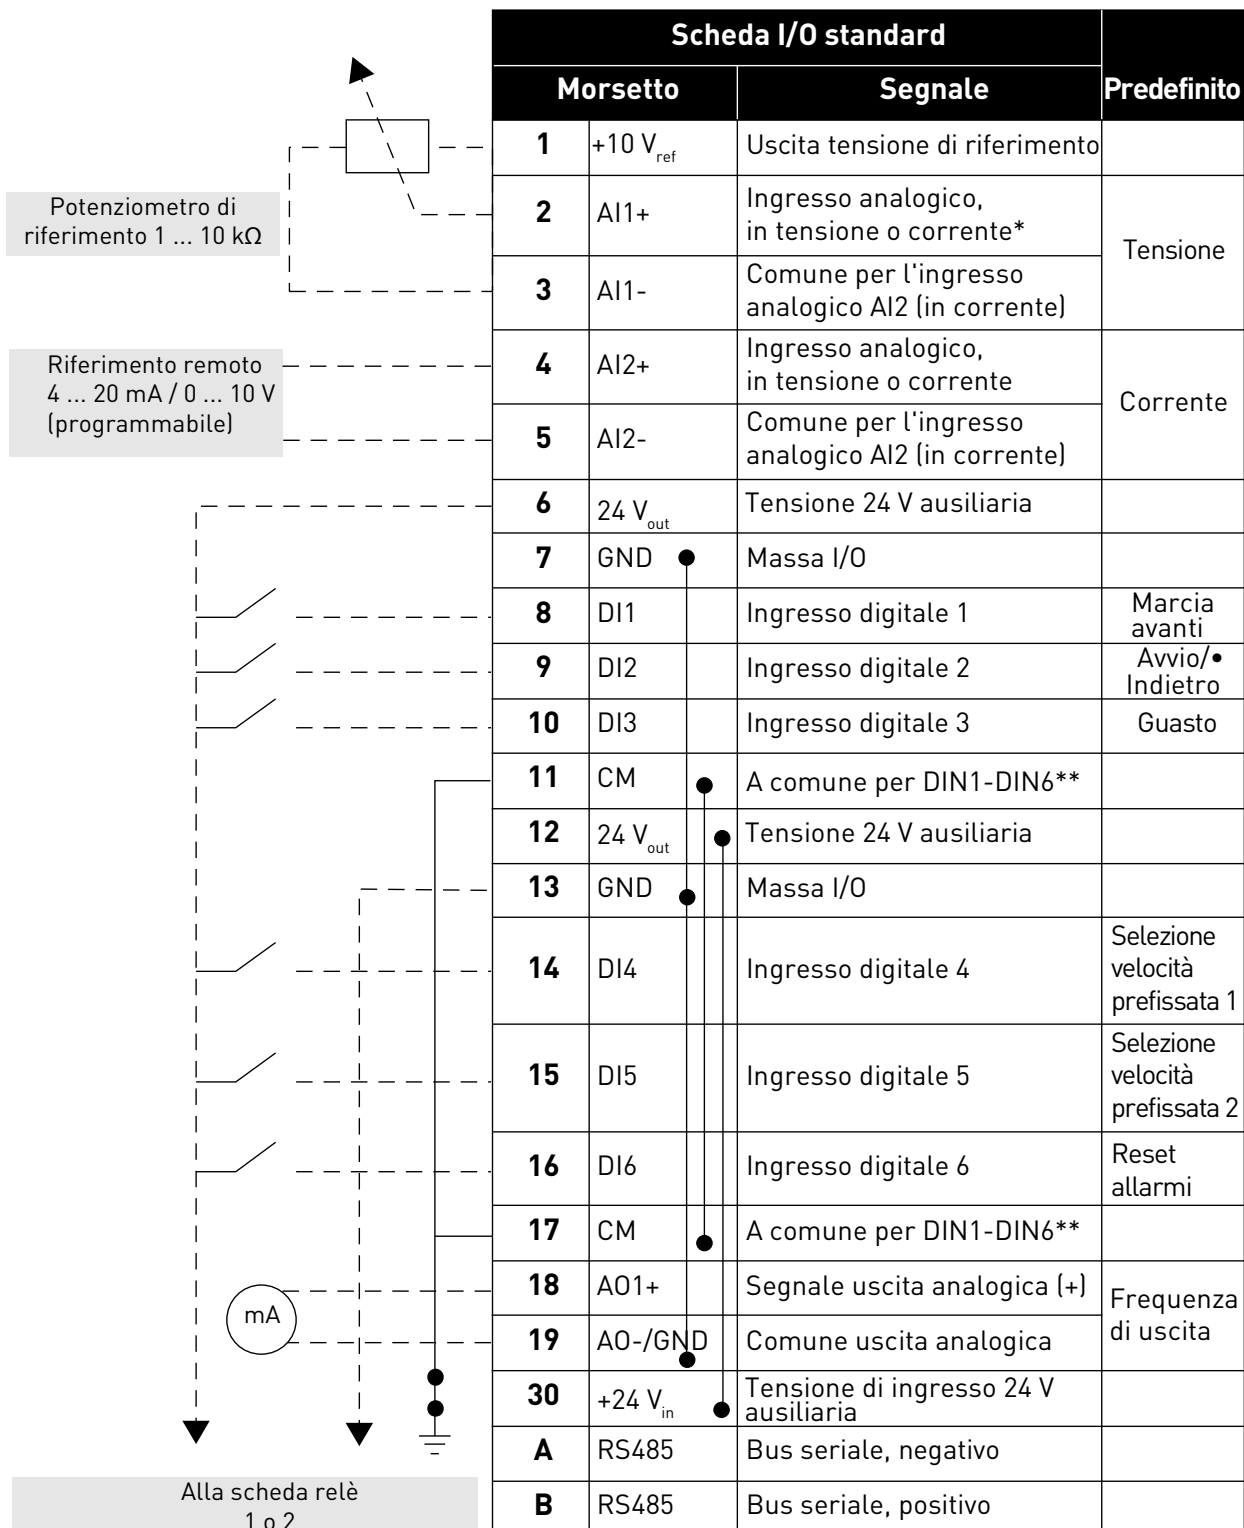 Scheda I/O standard
Morsetto Segnale Predefinito
1 +10 Vref Uscita tensione di riferimento
Potenziometro di
riferimento 1 ... 10 kΩ
2 AI1+ Ingresso analogico,
in tensione o corrente*
Tensione
3 AI1- Comune per l'ingresso
analogico AI2 (in corrente)
Riferimento remoto
4 ... 20 mA / 0 ... 10 V
(programmabile)
4 AI2+ Ingresso analogico,
in tensione o corrente
Corrente
5 AI2- Comune per l'ingresso
analogico AI2 (in corrente)
6 24 Vout Tensione 24 V ausiliaria
7 GND Massa I/O
8 DI1 Ingresso digitale 1 Marcia
avanti
9 DI2 Ingresso digitale 2 Avvio/•
Indietro
10 DI3 Ingresso digitale 3 Guasto
11 CM A comune per DIN1-DIN6**
12 24 Vout Tensione 24 V ausiliaria
13 GND Massa I/O
14 DI4 Ingresso digitale 4 Selezione
velocità
prefissata 1
15 DI5 Ingresso digitale 5 Selezione
velocità
prefissata 2
16 DI6 Ingresso digitale 6 Reset
allarmi
17 CM A comune per DIN1-DIN6**
18 AO1+ Segnale uscita analogica (+)
Frequenza
di uscita
mA
19 AO-/GND Comune uscita analogica
30 +24 Vin Tensione di ingresso 24 V
ausiliaria
A RS485 Bus seriale, negativo
B RS485 Bus seriale, positivo
Alla scheda relè
1 o 2